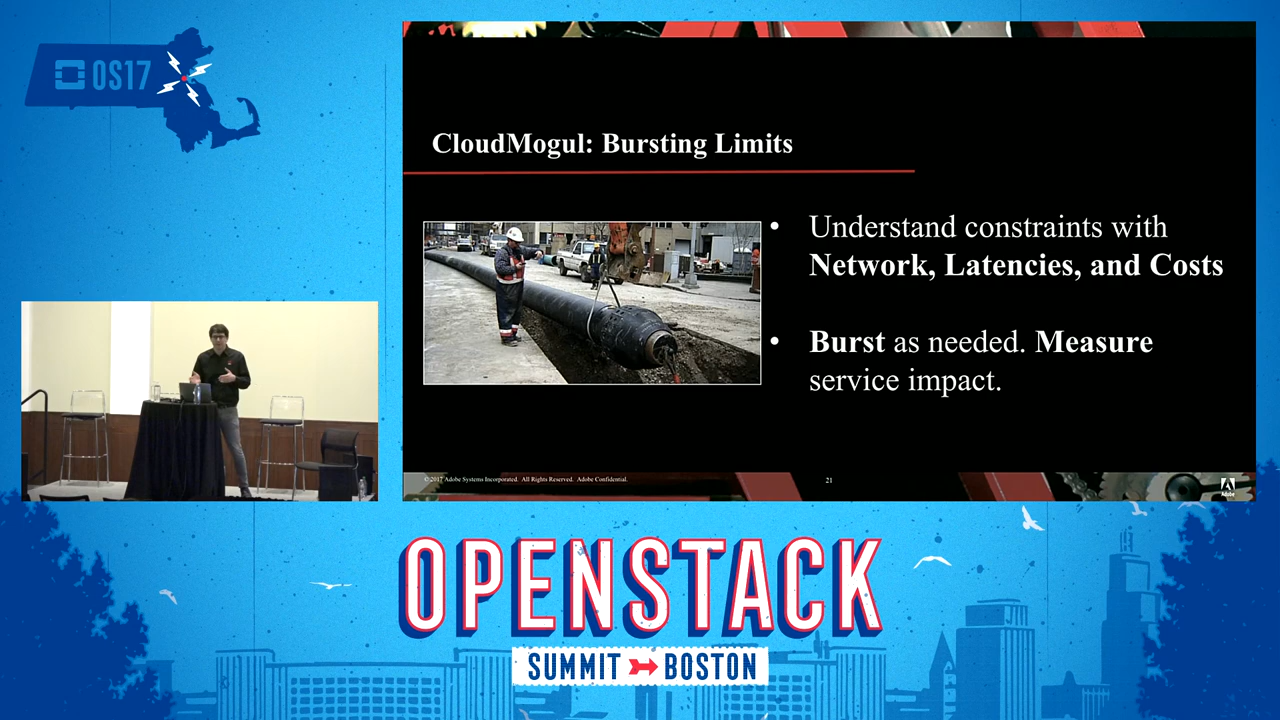 OS17
CloudMogul: Bursting Limits
• Understand constraints with
Network, Latencies, and Costs
• Burst as needed. Measure
service impact.
© 2017 Adobe Systems Incorporated. All Rights Reserved. Adobe Confidential.
21
Adobe
OPENSTACK
SUMMIT BOSTON